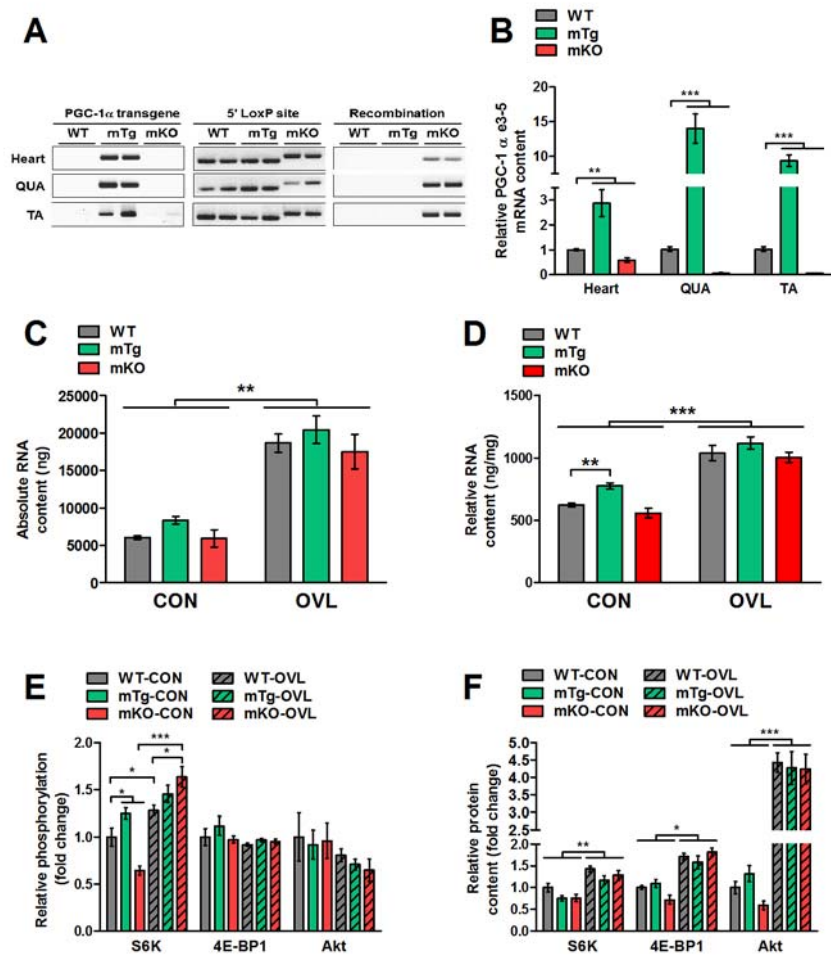 A
PGC-1α transgene 5' LoxP site Recombination
WT mTg mKO WT mTg mKO WT mTg mKO
Heart
QUA
TA
B
WT
mTg
mKO
Relative PGC-1 α e3-5
mRNA content
20
15
10
5
3
2
1
0
**
***
***
Heart QUA TA
C
WT
mTg
mKO
Absolute RNA
content (ng)
25000
20000
15000
10000
5000
0
**
CON OVL
D
WT
mTg
mKO
Relative RNA
content (ng/mg)
1500
1000
500
0
***
**
CON OVL
E
WT-CON WT-OVL
mTg-CON mTg-OVL
mKO-CON mKO-OVL
Relative phosphorylation
(fold change)
2.0
1.5
1.0
0.5
0.0
***
*
*
*
S6K 4E-BP1 Akt
F
WT-CON WT-OVL
mTg-CON mTg-OVL
mKO-CON mKO-OVL
Relative protein
content (fold change)
5.0
4.5
4.0
3.5
3.0
2.5
2.0
1.5
1.0
0.5
0.0
**
*
***
S6K 4E-BP1 Akt